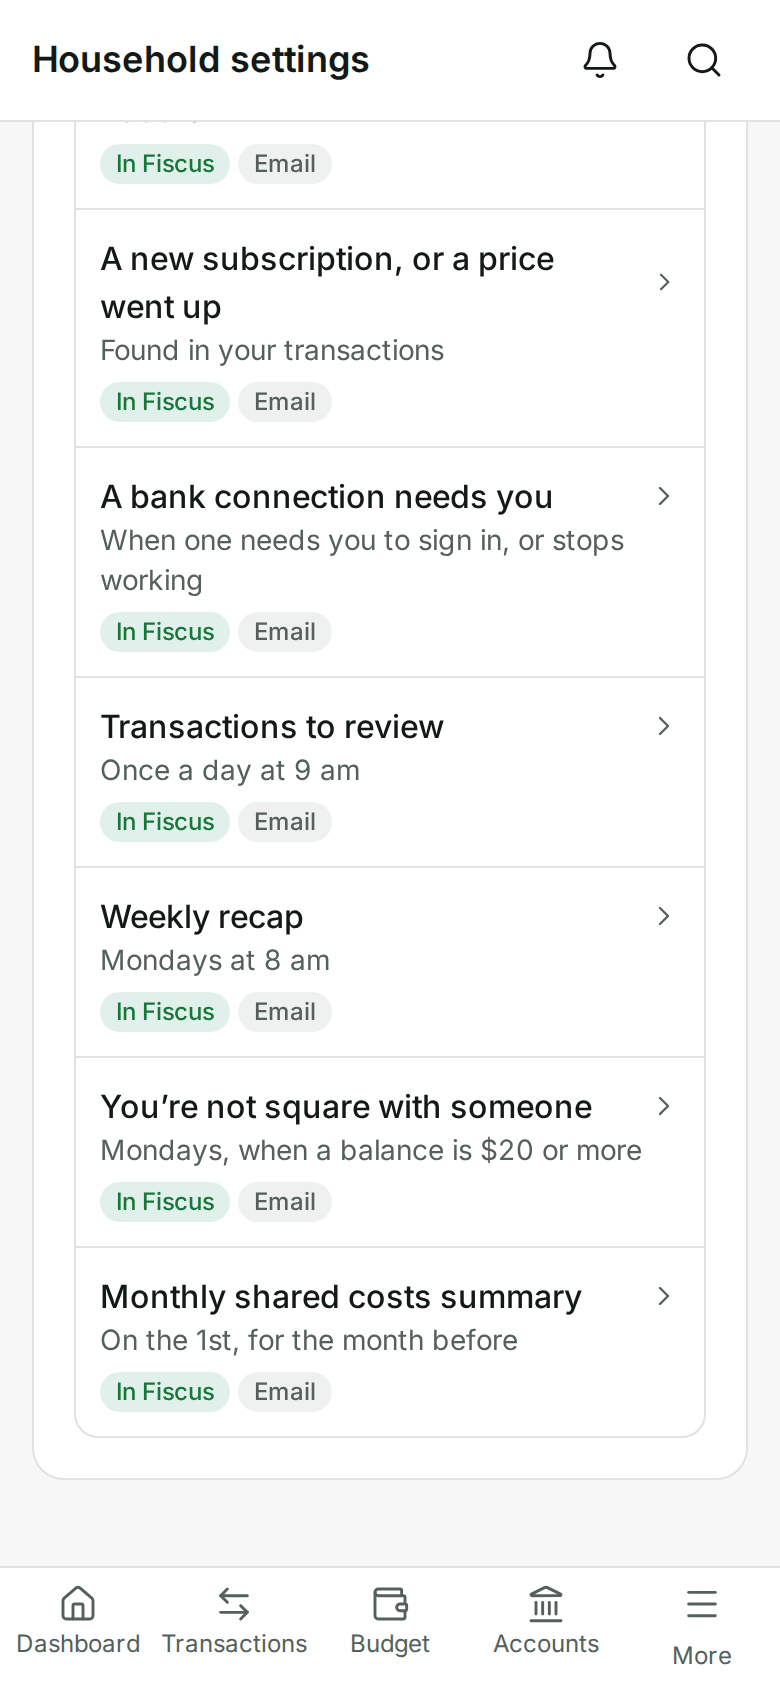 Household settings
In Fiscus Email
A new subscription, or a price
went up
Found in your transactions
In Fiscus Email
A bank connection needs you
When one needs you to sign in, or stops
working
In Fiscus Email
Transactions to review
Once a day at 9 am
In Fiscus Email
Weekly recap
Mondays at 8 am
In Fiscus Email
You’re not square with someone
Mondays, when a balance is $20 or more
In Fiscus Email
Monthly shared costs summary
On the 1st, for the month before
In Fiscus Email
Dashboard Transactions Budget Accounts More